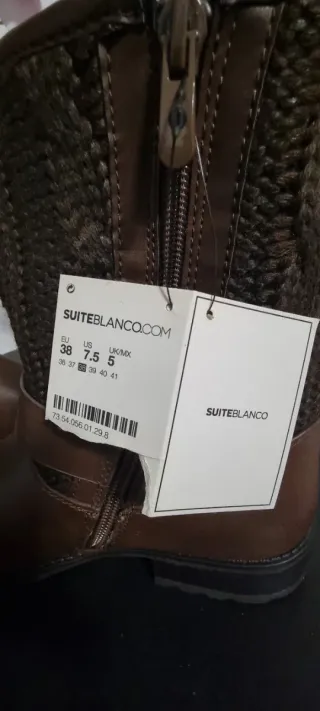 SUITEBLANCO.COM
EU US UK/MX
38 7.5 5
36 37 38 39 40 41
73.54.056.01.29.8
SUITEBLANCO